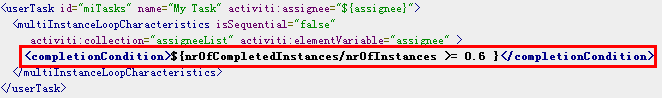 <userTask id="miTasks" name="My Task" activiti:assignee="${assignee}">
<multiInstanceLoopCharacteristics isSequential="false"
activiti:collection="assigneeList" activiti:elementVariable="assignee" >
<completionCondition>${nrOfCompletedInstances/nrOfInstances >= 0.6 }</completionCondition>
</multiInstanceLoopCharacteristics>
</userTask>